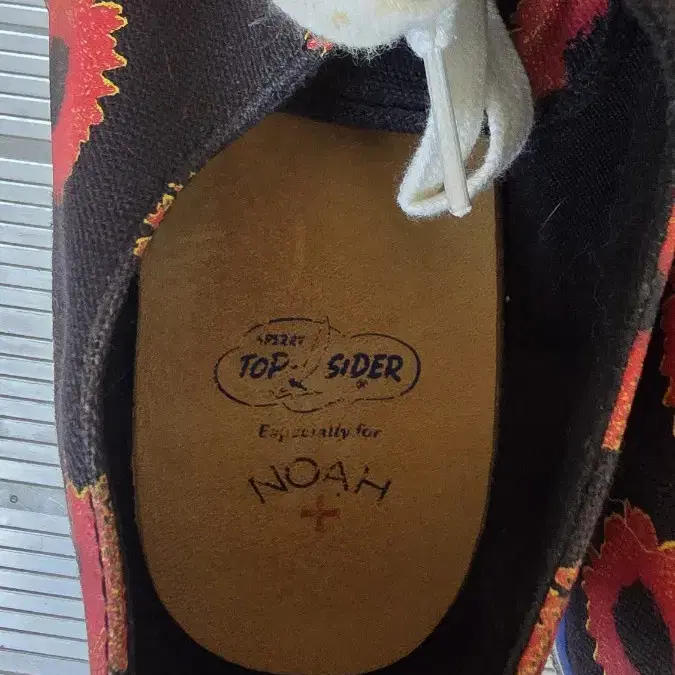 SPERRY
TOP-SIDER
Especially for
NOAH